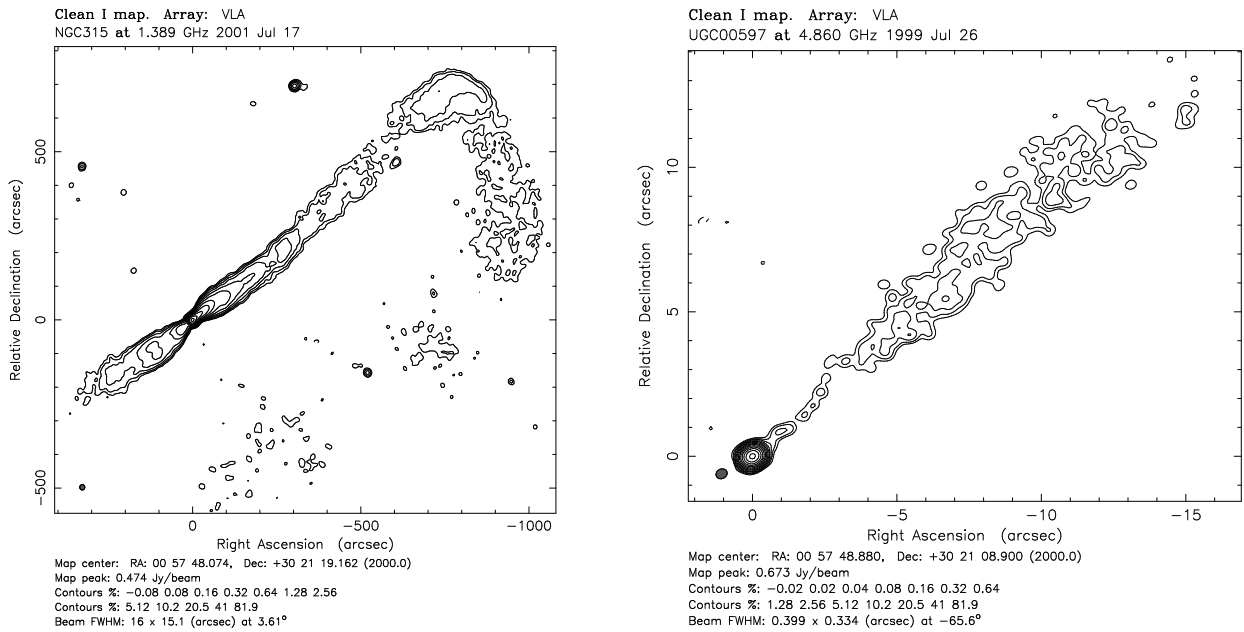 Clean I map. Array: VLA
NGC315 at 1.389 GHz 2001 Jul 17
500
0
−500
Relative Declination (arcsec)
0
−500
−1000
Right Ascension (arcsec)
Map center: RA: 00 57 48.074, Dec: +30 21 19.162 (2000.0)
Map peak: 0.474 Jy/beam
Contours %: −0.08 0.08 0.16 0.32 0.64 1.28 2.56
Contours %: 5.12 10.2 20.5 41 81.9
Beam FWHM: 16 x 15.1 (arcsec) at 3.61°
Clean I map. Array: VLA
UGC00597 at 4.860 GHz 1999 Jul 26
10
5
0
Relative Declination (arcsec)
0
−5
−10
−15
Right Ascension (arcsec)
Map center: RA: 00 57 48.880, Dec: +30 21 08.900 (2000.0)
Map peak: 0.673 Jy/beam
Contours %: −0.02 0.02 0.04 0.08 0.16 0.32 0.64
Contours %: 1.28 2.56 5.12 10.2 20.5 41 81.9
Beam FWHM: 0.399 x 0.334 (arcsec) at −65.6°